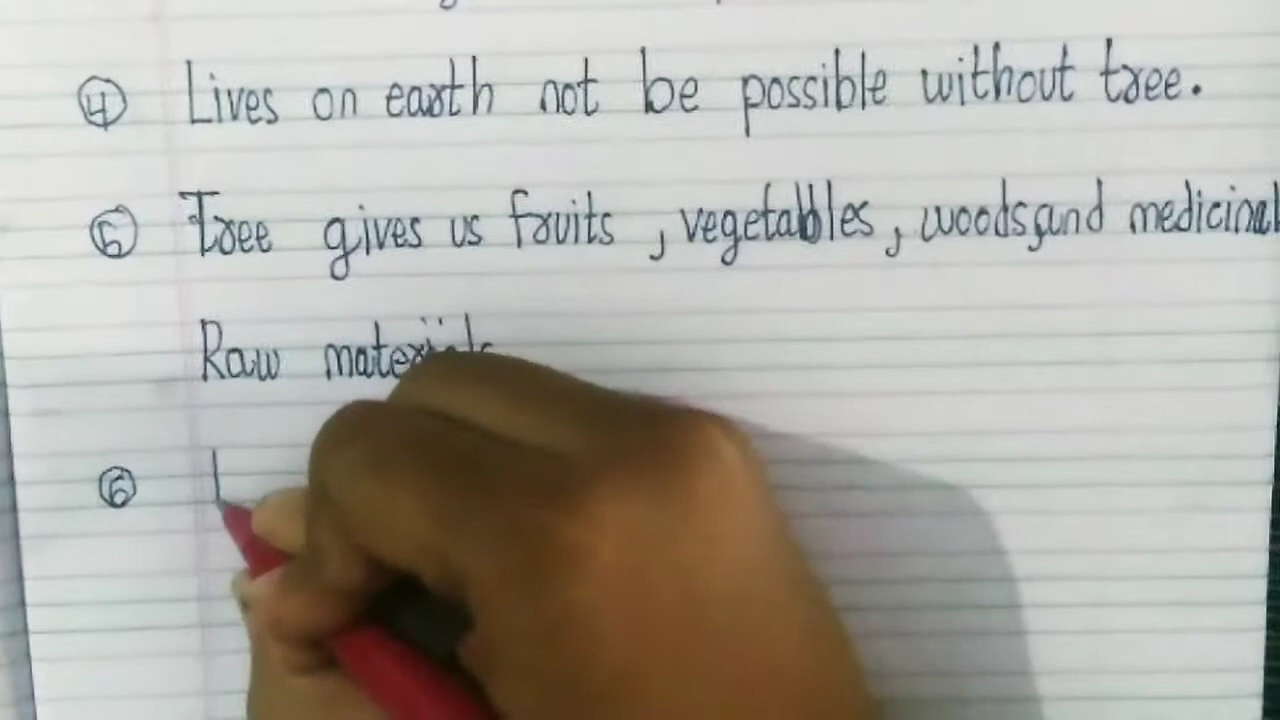 ④ Lives on earth not be possible without tree.
⑤ Tree gives us fruits, vegetables, woods, and medicinal
Raw materials
⑥